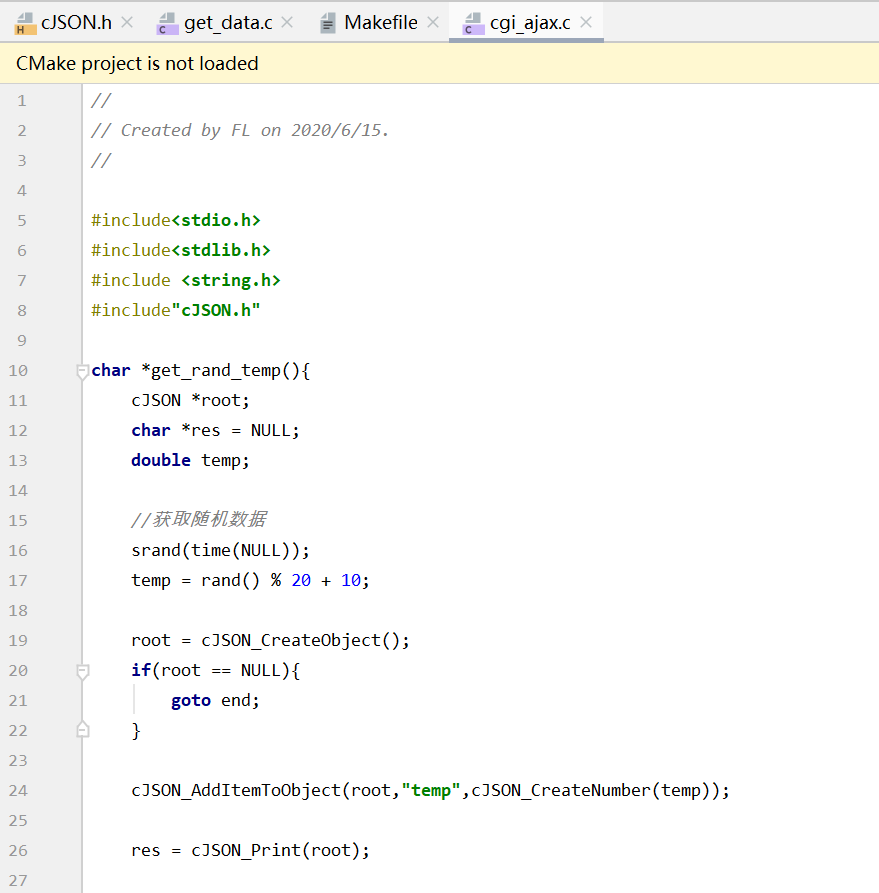 cJSON.h get_data.c Makefile cgi_ajax.c
CMake project is not loaded
1 //
2 // Created by FL on 2020/6/15.
3 //
4
5 #include<stdio.h>
6 #include<stdlib.h>
7 #include <string.h>
8 #include"cJSON.h"
9
10 char *get_rand_temp(){
11 cJSON *root;
12 char *res = NULL;
13 double temp;
14
15 //获取随机数据
16 srand(time(NULL));
17 temp = rand() % 20 + 10;
18
19 root = cJSON_CreateObject();
20 if(root == NULL){
21 goto end;
22 }
23
24 cJSON_AddItemToObject(root,"temp",cJSON_CreateNumber(temp));
25
26 res = cJSON_Print(root);
27